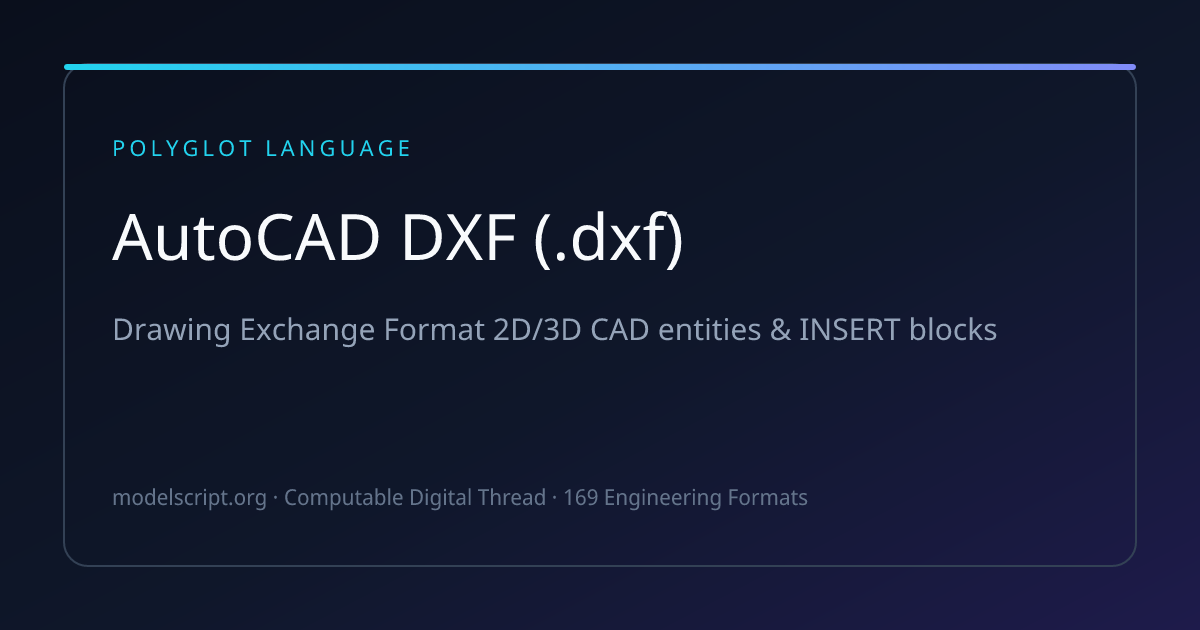 POLYGLOT LANGUAGE
AutoCAD DXF (.dxf)
Drawing Exchange Format 2D/3D CAD entities & INSERT blocks
modelscript.org · Computable Digital Thread · 169 Engineering Formats